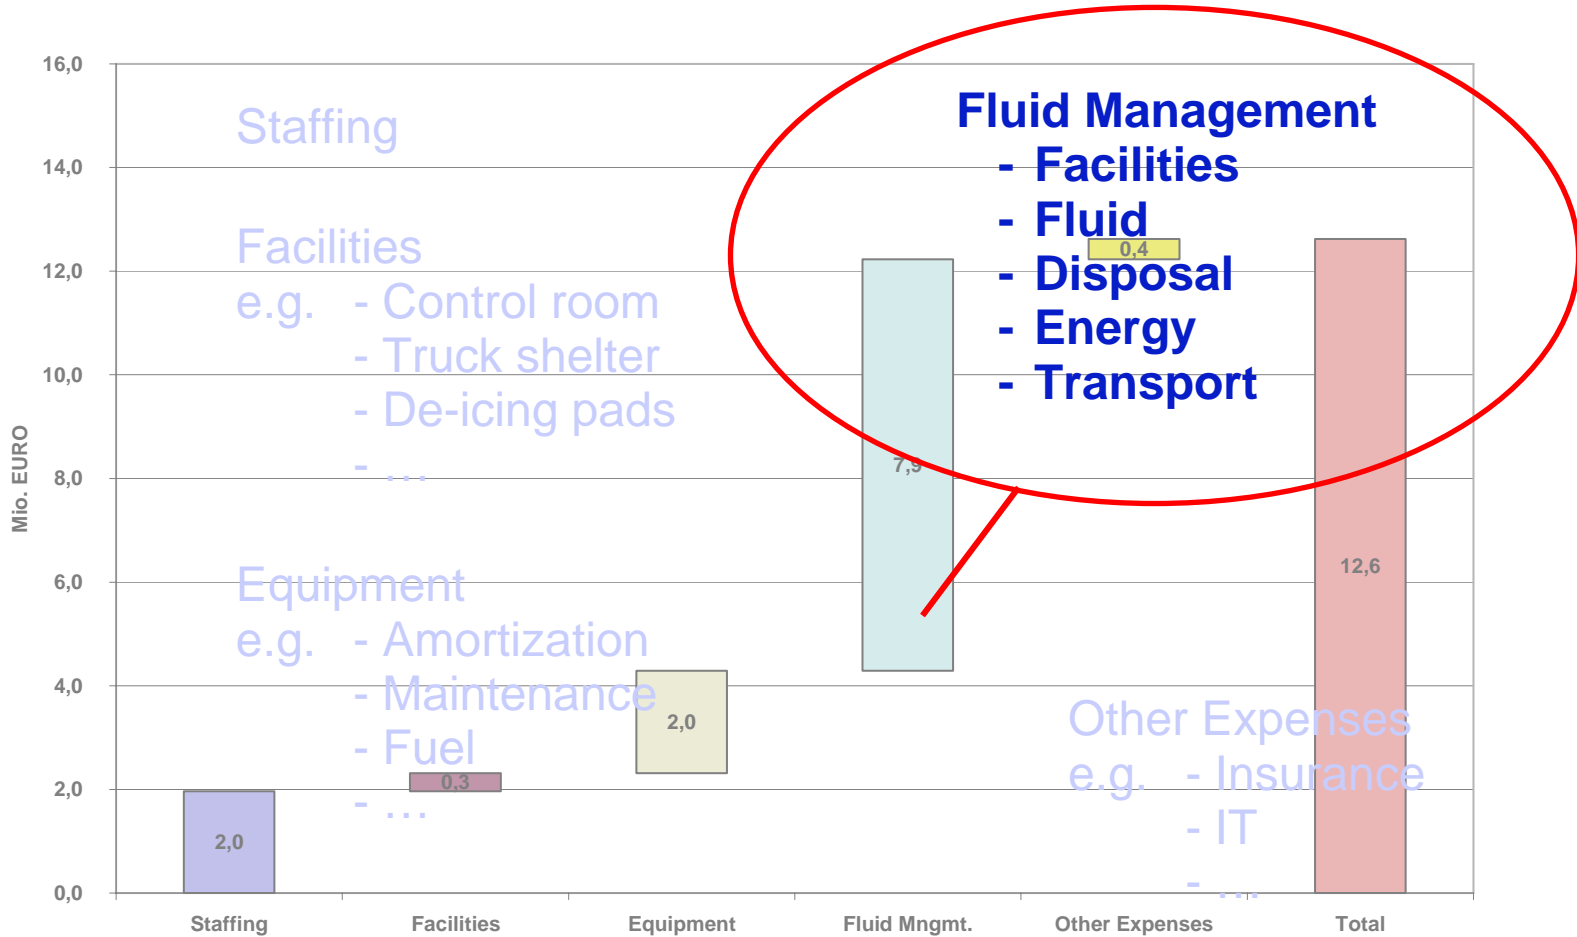 16,0
14,0
12,0
10,0
8,0
6,0
4,0
2,0
0,0
Mio. EURO
Staffing
Facilities
e.g. - Control room
- Truck shelter
- De-icing pads
- ...
Equipment
e.g. - Amortization
- Maintenance
- Fuel
- ...
Fluid Management
- Facilities
- Fluid
- Disposal
- Energy
- Transport
Other Expenses
e.g. - Insurance
- IT
- ...
2,0
0,3
2,0
7,9
0,4
12,6
Staffing
Facilities
Equipment
Fluid Mngmt.
Other Expenses
Total